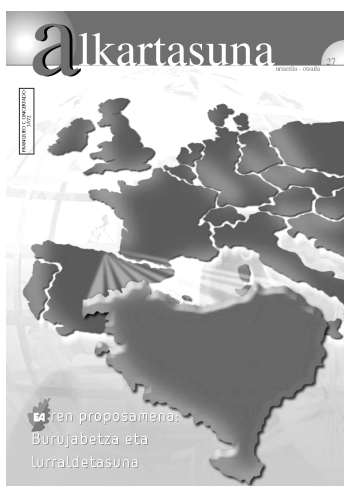 alkartasuna
urtarrila - otsaila
27
FRANQUEO CONCERTADO
EA ren proposamena:
Burujabetza eta
lurraldetasuna